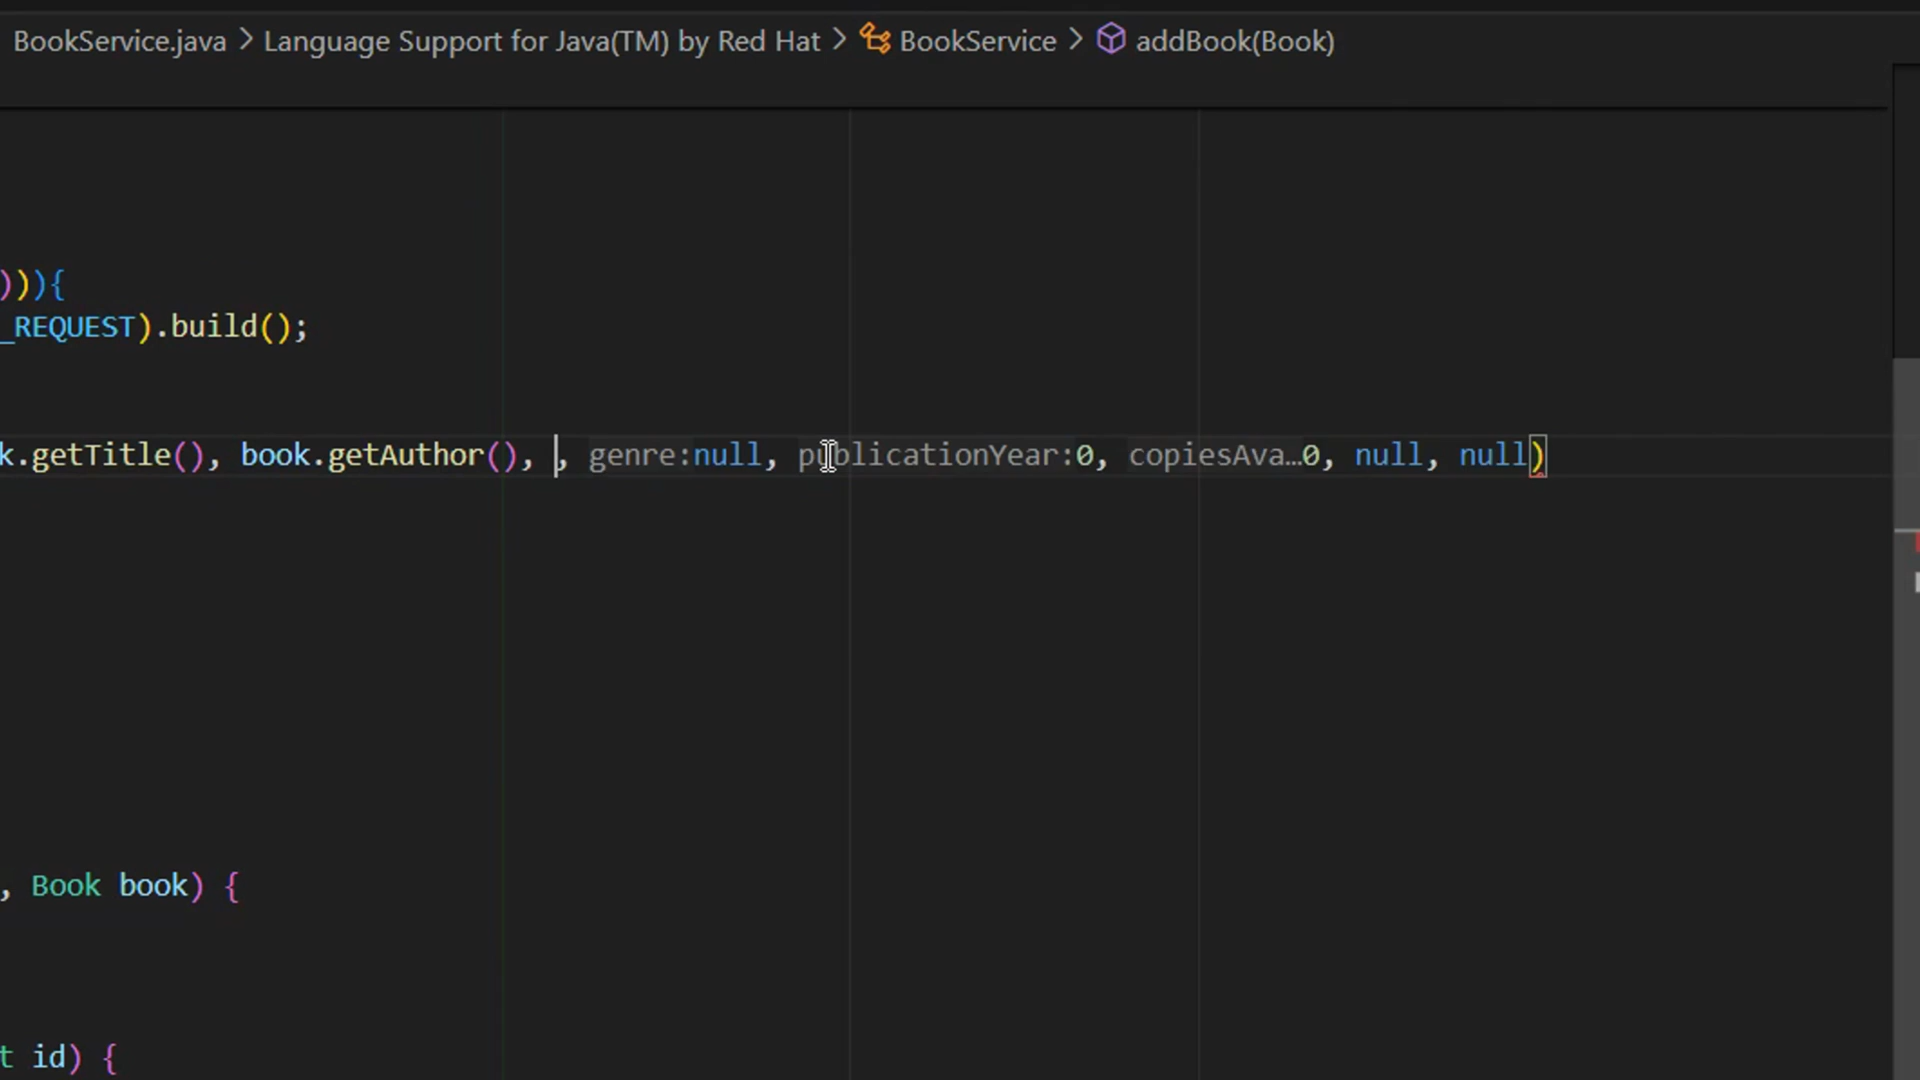 BookService.java > Language Support for Java(TM) by Red Hat > BookService > addBook(Book)
))){
_REQUEST).build();
k.getTitle(), book.getAuthor(), , genre:null, publicationYear:0, copiesAva…0, null, null)
, Book book) {
t id) {